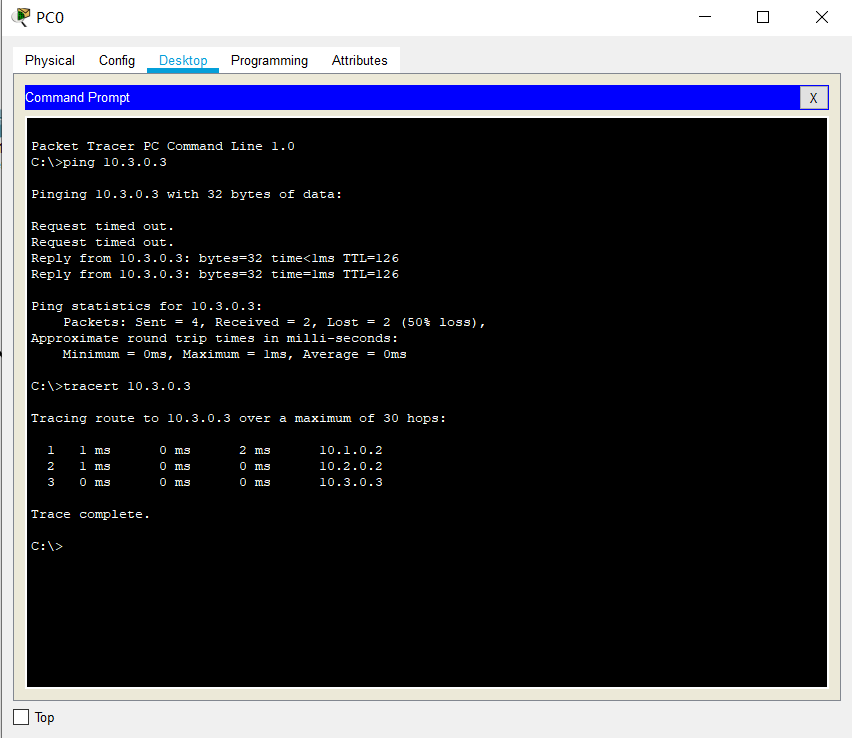 PC0
Physical Config Desktop Programming Attributes
Command Prompt X
Packet Tracer PC Command Line 1.0
C:\>ping 10.3.0.3
Pinging 10.3.0.3 with 32 bytes of data:
Request timed out.
Request timed out.
Reply from 10.3.0.3: bytes=32 time<1ms TTL=126
Reply from 10.3.0.3: bytes=32 time=1ms TTL=126
Ping statistics for 10.3.0.3:
    Packets: Sent = 4, Received = 2, Lost = 2 (50% loss),
Approximate round trip times in milli-seconds:
    Minimum = 0ms, Maximum = 1ms, Average = 0ms
C:\>tracert 10.3.0.3
Tracing route to 10.3.0.3 over a maximum of 30 hops:
  1   1 ms      0 ms      2 ms      10.1.0.2
  2   1 ms      0 ms      0 ms      10.2.0.2
  3   0 ms      0 ms      0 ms      10.3.0.3
Trace complete.
C:\>
Top